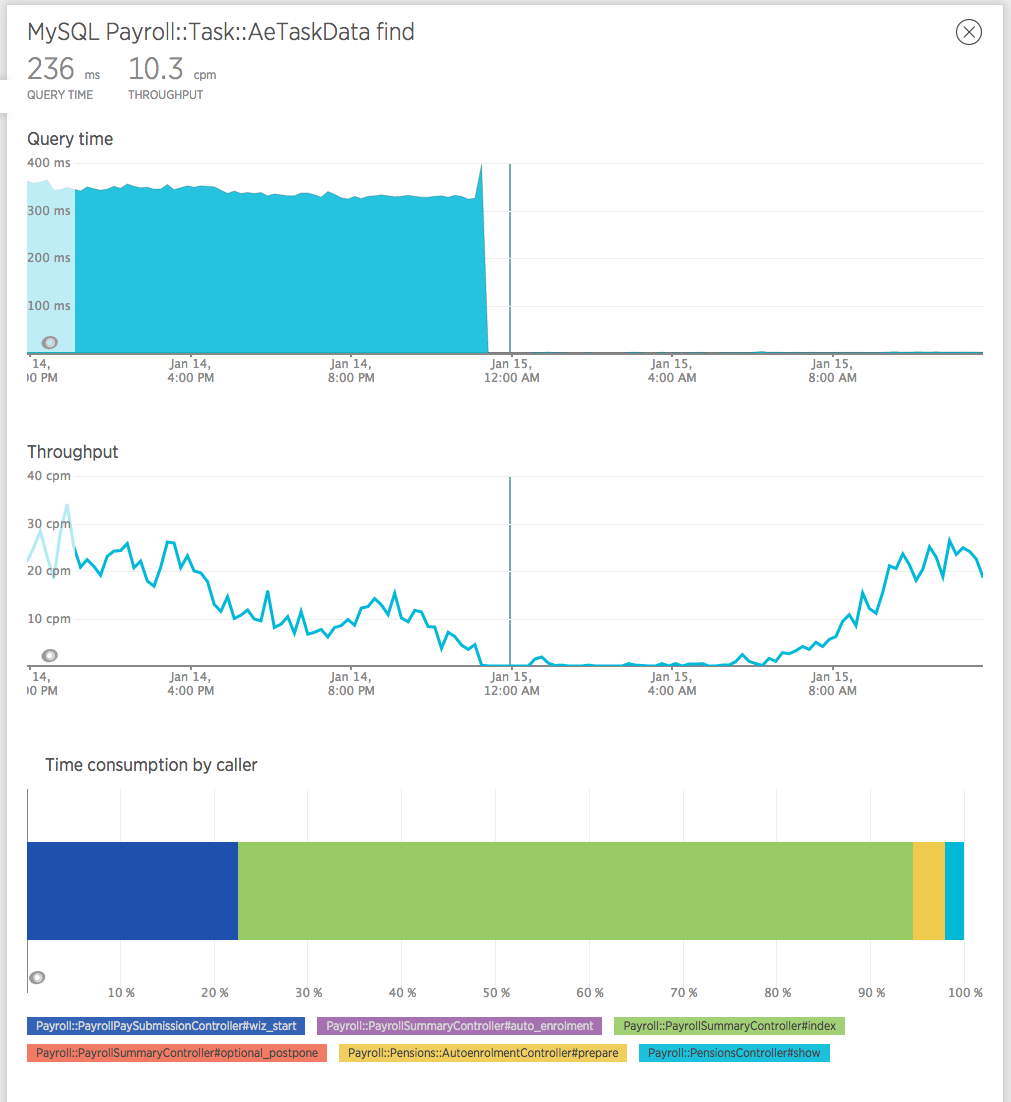 MySQL Payroll::Task::AeTaskData find
236 ms 10.3 cpm
QUERY TIME THROUGHPUT
Query time
400 ms
300 ms
200 ms
100 ms
14, Jan 14, Jan 14, Jan 15, Jan 15, Jan 15,
00 PM 4:00 PM 8:00 PM 12:00 AM 4:00 AM 8:00 AM
Throughput
40 cpm
30 cpm
20 cpm
10 cpm
14, Jan 14, Jan 14, Jan 15, Jan 15, Jan 15,
00 PM 4:00 PM 8:00 PM 12:00 AM 4:00 AM 8:00 AM
Time consumption by caller
10 % 20 % 30 % 40 % 50 % 60 % 70 % 80 % 90 % 100 %
Payroll::PayrollPaySubmissionController#wiz_start Payroll::PayrollSummaryController#auto_enrolment Payroll::PayrollSummaryController#index
Payroll::PayrollSummaryController#optional_postpone Payroll::Pensions::AutoenrolmentController#prepare Payroll::PensionsController#show